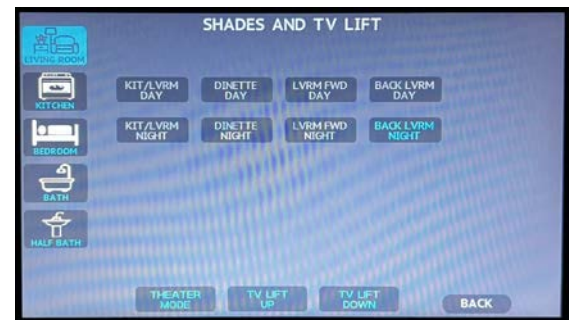 SHADES AND TV LIFT
LIVING ROOM
KITCHEN
BEDROOM
BATH
HALF BATH
KIT/LVRM
DAY
DINETTE
DAY
LVRM FWD
DAY
BACK LVRM
DAY
KIT/LVRM
NIGHT
DINETTE
NIGHT
LVRM FWD
NIGHT
BACK LVRM
NIGHT
THEATER
MODE
TV LIFT
UP
TV LIFT
DOWN
BACK